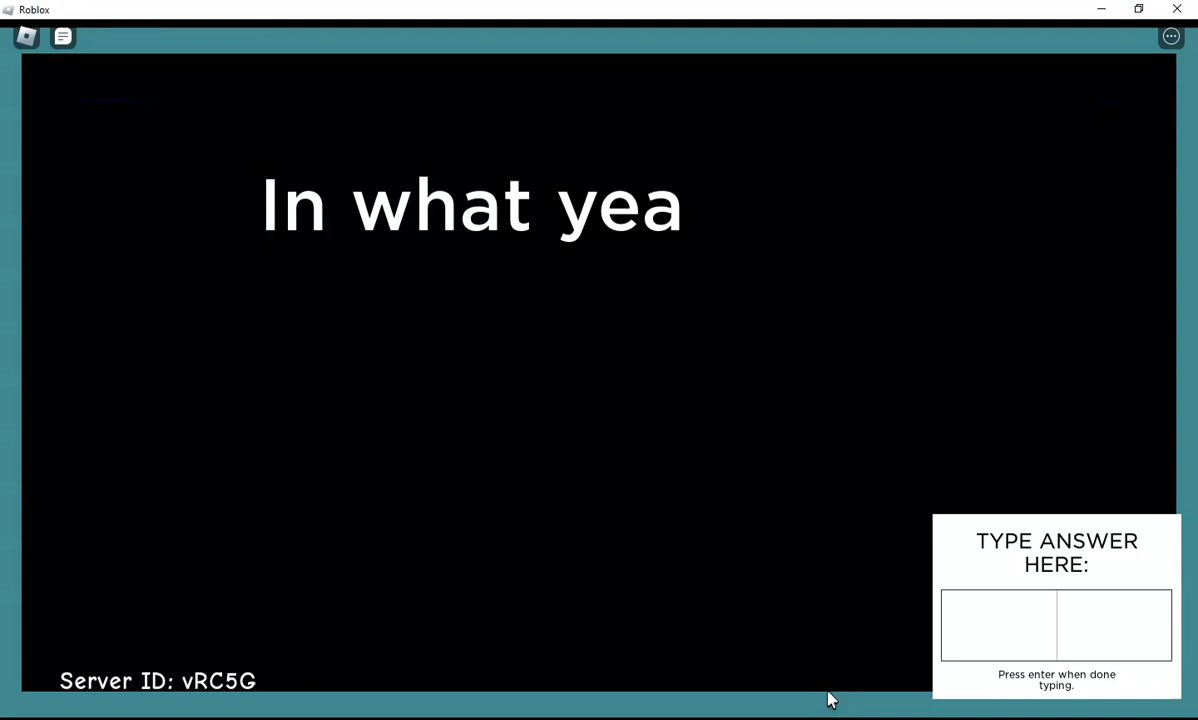 Roblox
In what yea
TYPE ANSWER
HERE:
Press enter when done
typing.
Server ID: vRC5G